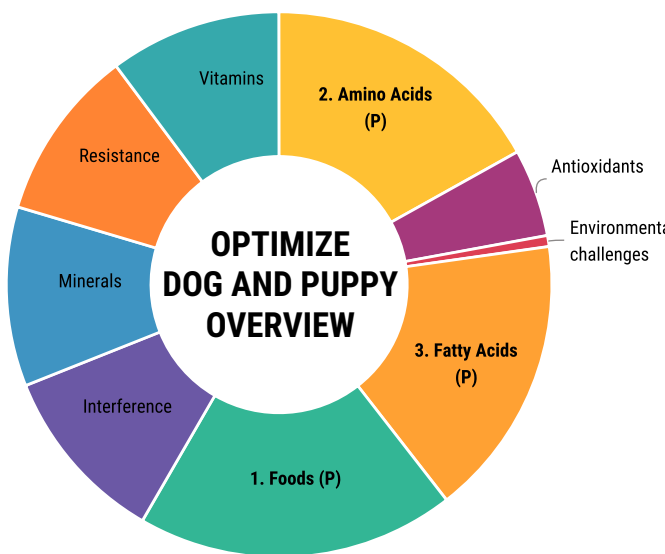 Vitamins
2. Amino Acids
(P)
Antioxidants
Resistance
Environmenta
challenges
OPTIMIZE
DOG AND PUPPY
OVERVIEW
Minerals
3. Fatty Acids
(P)
Interference
1. Foods (P)